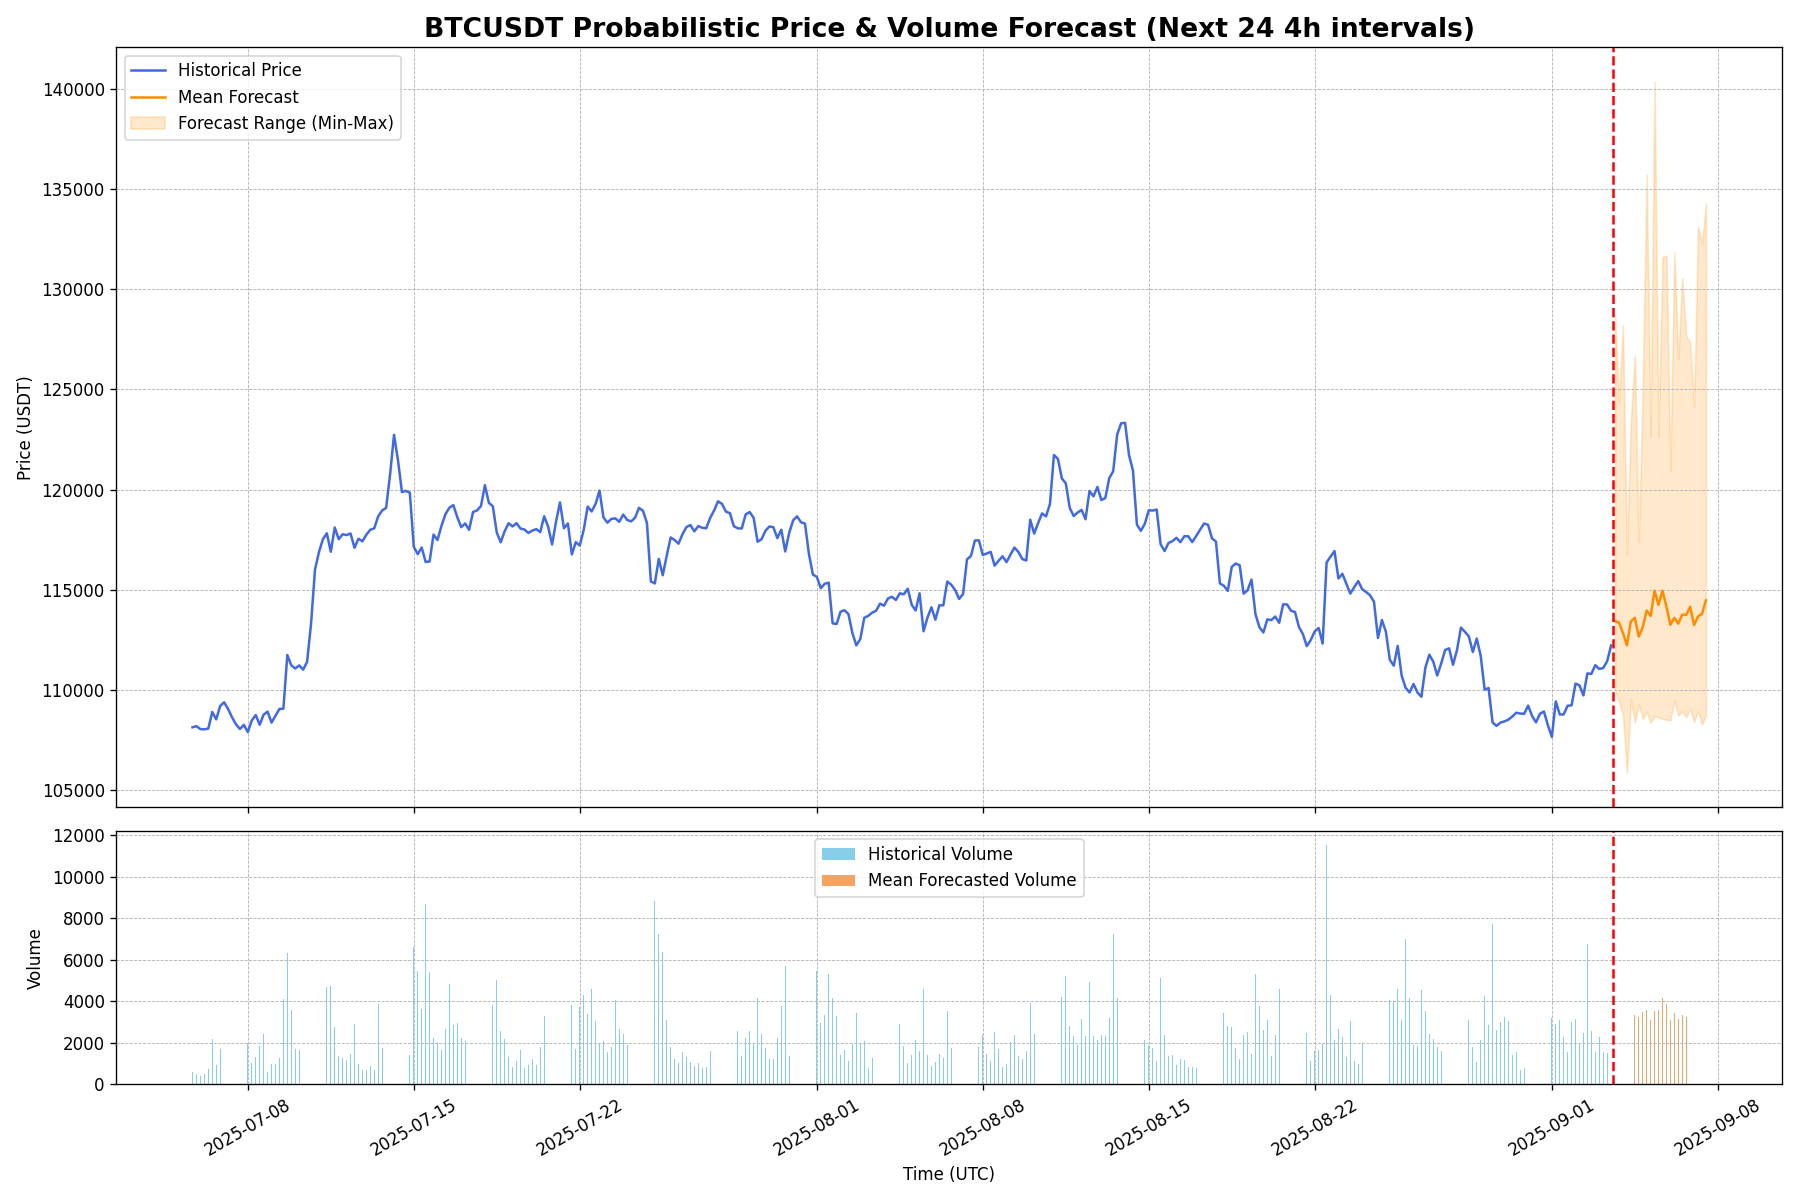 BTCUSDT Probabilistic Price & Volume Forecast (Next 24 4h intervals)
Historical Price
Mean Forecast
Forecast Range (Min-Max)
Price (USDT)
140000
135000
130000
125000
120000
115000
110000
105000
Historical Volume
Mean Forecasted Volume
Volume
12000
10000
8000
6000
4000
2000
0
2025-07-08
2025-07-15
2025-07-22
2025-08-01
2025-08-08
2025-08-15
2025-08-22
2025-09-01
2025-09-08
Time (UTC)